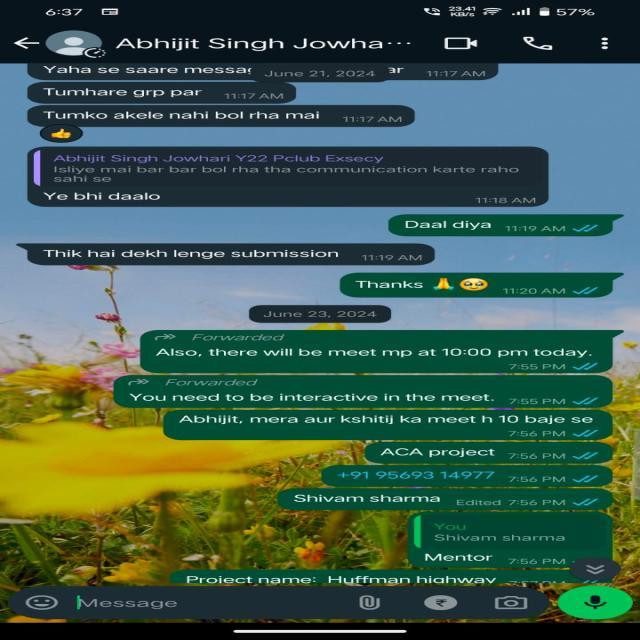 6:37 23.41 KB/s 57%
Abhijit Singh Jowha...
Yaha se saare messag
June 21, 2024
ar 11:17 AM
Tumhare grp par 11:17 AM
Tumko akele nahi bol rha mai 11:17 AM
Abhijit Singh Jowhari Y22 Pclub Exsecy
Isliye mai bar bar bol rha tha communication karte raho
sahi se
Ye bhi daalo 11:18 AM
Daal diya 11:19 AM
Thik hai dekh lenge submission 11:19 AM
Thanks 🙏🥹 11:20 AM
June 23, 2024
Forwarded
Also, there will be meet mp at 10:00 pm today.
7:55 PM
Forwarded
You need to be interactive in the meet. 7:55 PM
Abhijit, mera aur kshitij ka meet h 10 baje se
7:56 PM
ACA project 7:56 PM
+91 95693 14977 7:56 PM
Shivam sharma Edited 7:56 PM
You
Shivam sharma
Mentor 7:56 PM
Project name: Huffman highway
Message